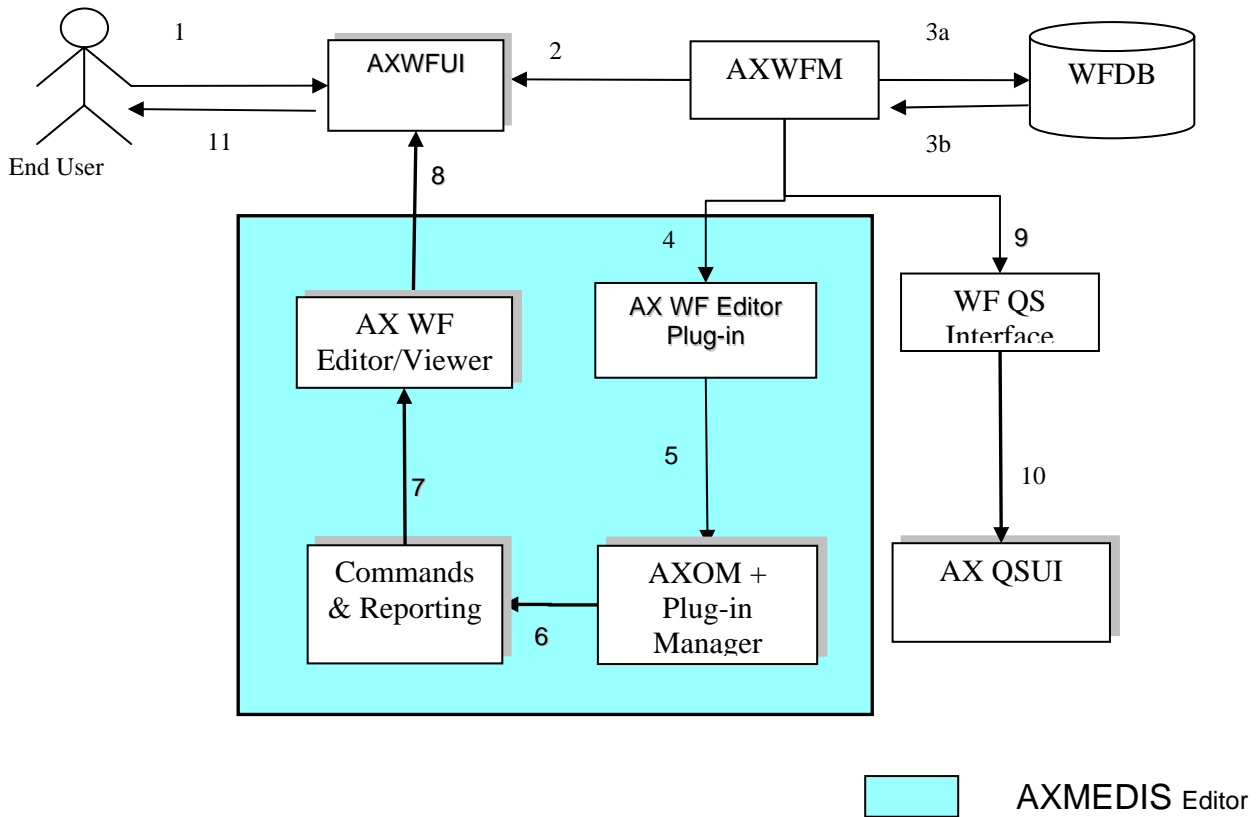 1
AXWFUI
2
AXWFM
3a
WFDB
11
3b
End User
8
4
9
AX WF
Editor/Viewer
AX WF Editor
Plug-in
WF QS
Interface
5
7
10
Commands
& Reporting
6
AXOM +
Plug-in
Manager
AX QSUI
AXMEDIS Editor